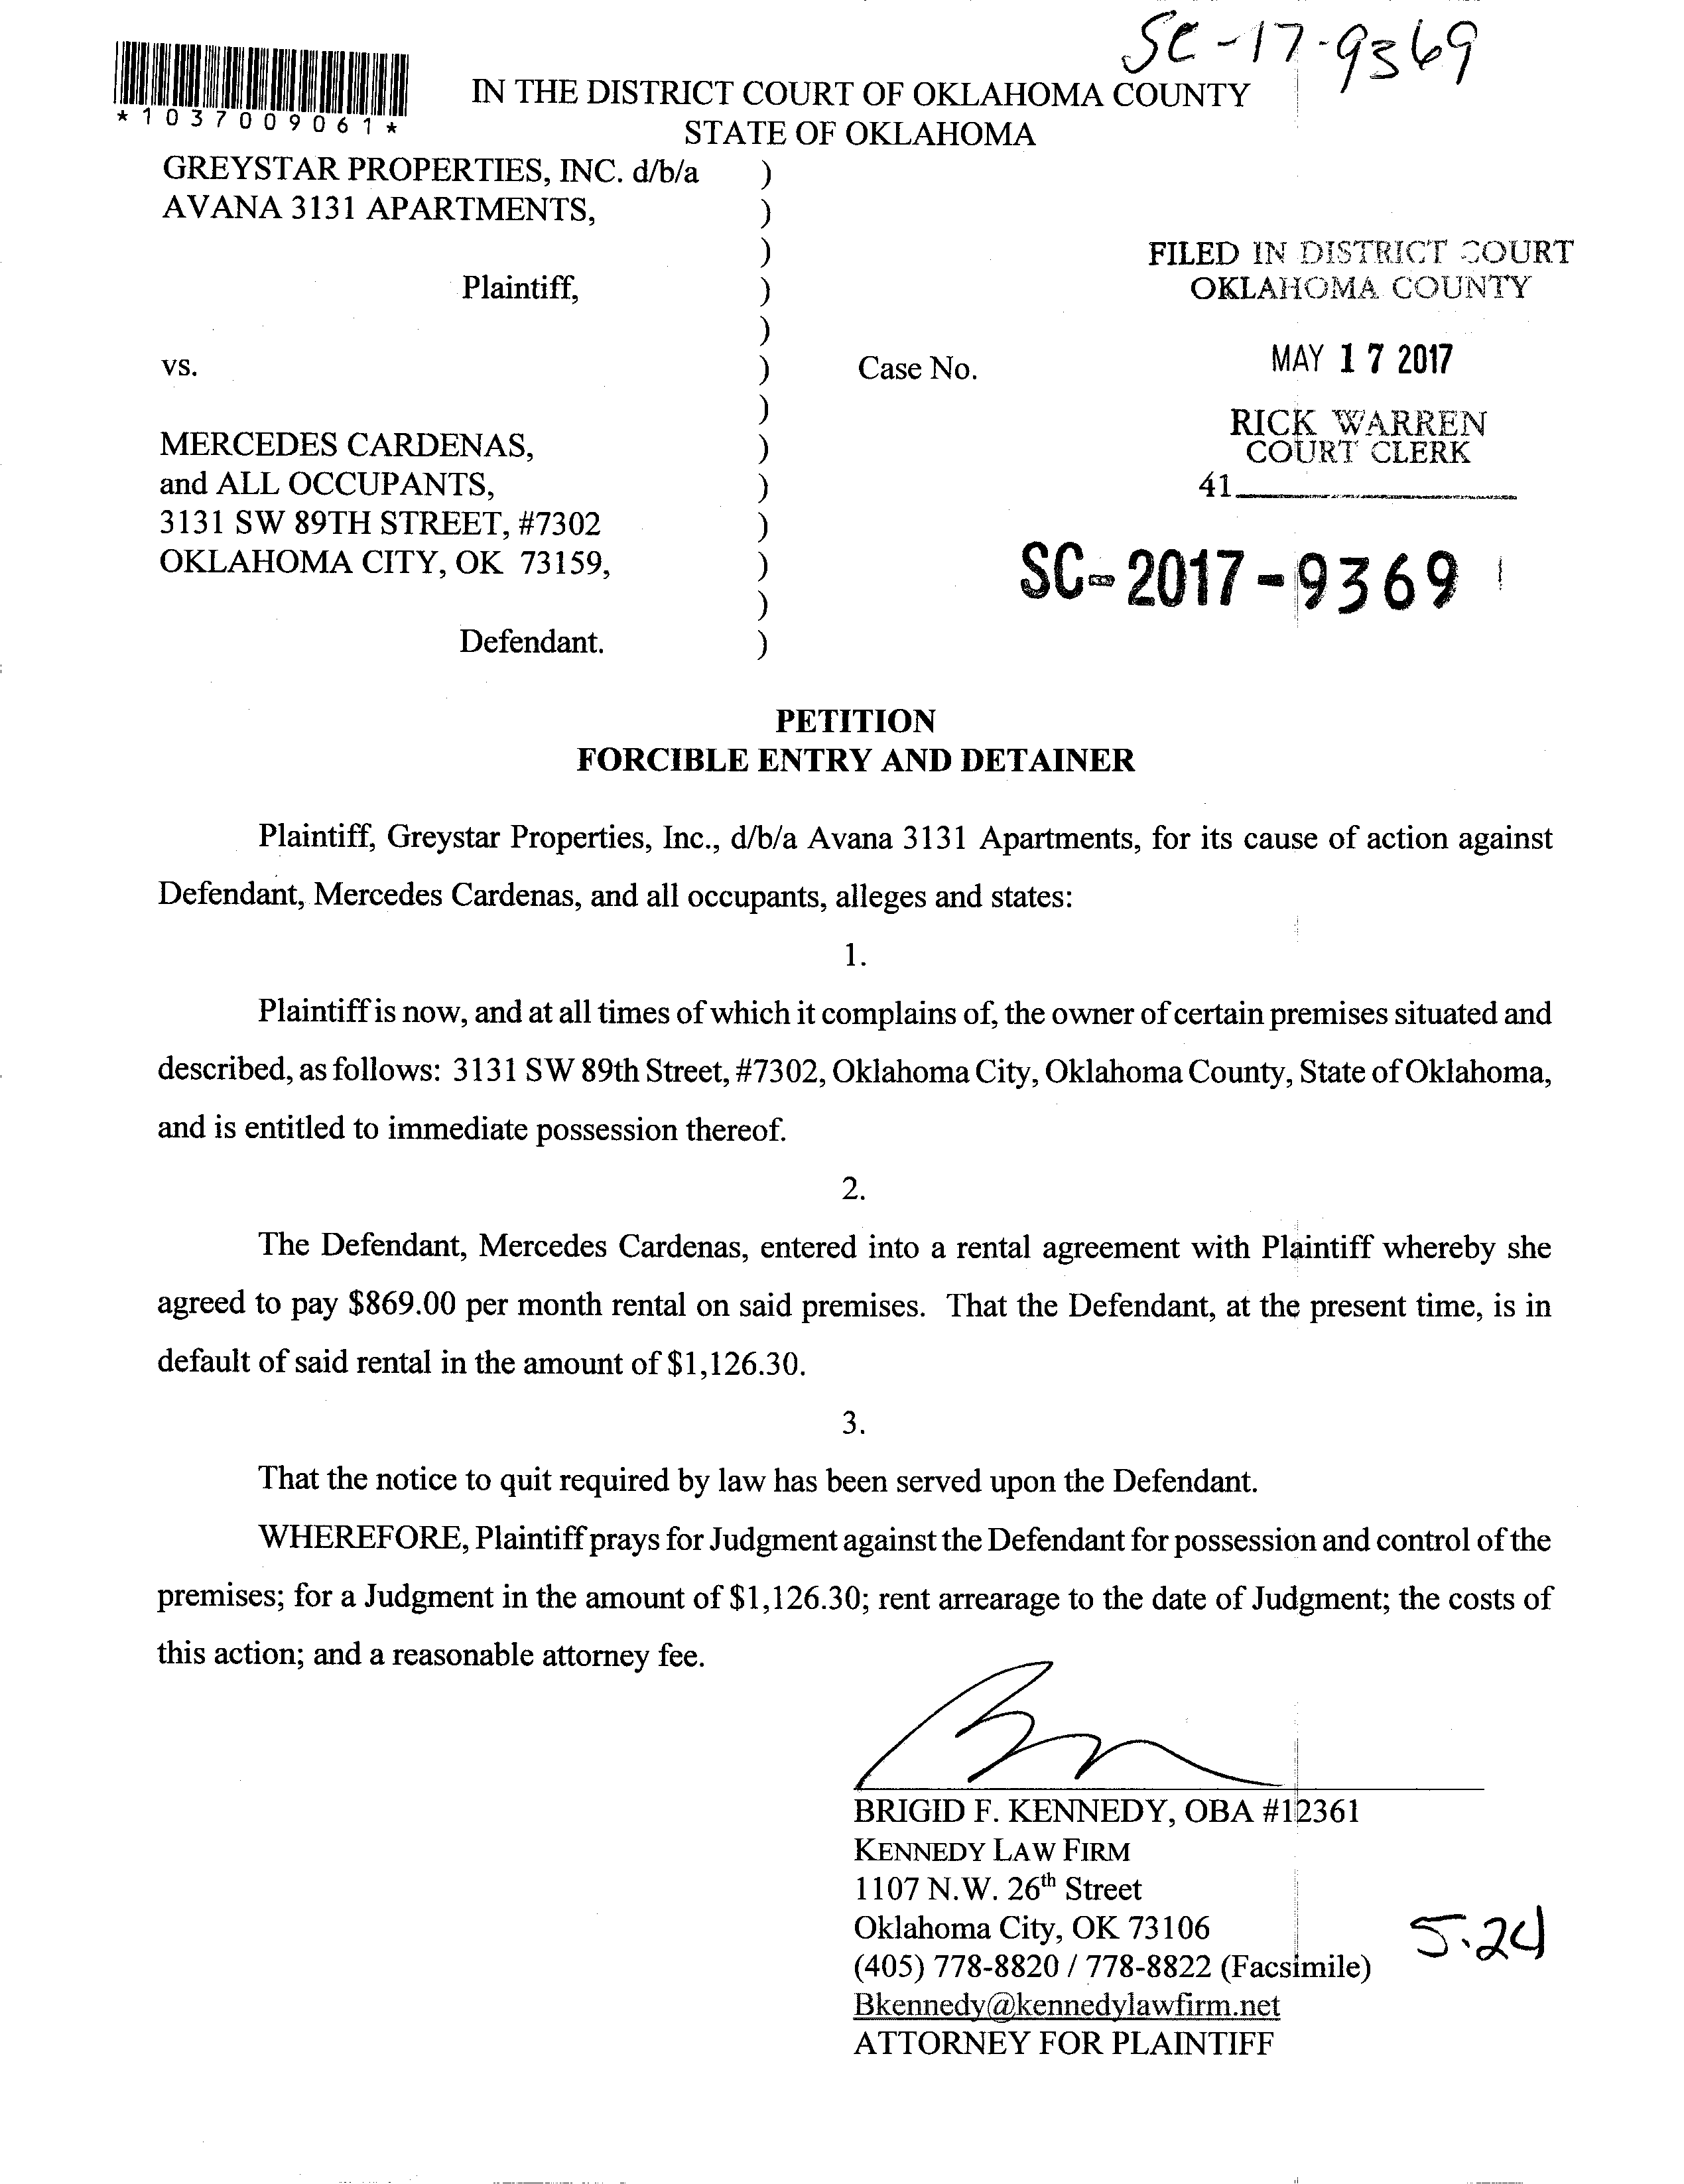 SC-17-9369
*1037009061*
IN THE DISTRICT COURT OF OKLAHOMA COUNTY
STATE OF OKLAHOMA
GREYSTAR PROPERTIES, INC. d/b/a )
AVANA 3131 APARTMENTS, )
)
Plaintiff, )
)
vs. ) Case No.
)
MERCEDES CARDENAS, )
and ALL OCCUPANTS, )
3131 SW 89TH STREET, #7302 )
OKLAHOMA CITY, OK 73159, )
)
Defendant. )
FILED IN DISTRICT COURT
OKLAHOMA COUNTY
MAY 17 2017
RICK WARREN
COURT CLERK
41
SC-2017-9369
PETITION
FORCIBLE ENTRY AND DETAINER
Plaintiff, Greystar Properties, Inc., d/b/a Avana 3131 Apartments, for its cause of action against
Defendant, Mercedes Cardenas, and all occupants, alleges and states:
1.
Plaintiff is now, and at all times of which it complains of, the owner of certain premises situated and
described, as follows: 3131 SW 89th Street, #7302, Oklahoma City, Oklahoma County, State of Oklahoma,
and is entitled to immediate possession thereof.
2.
The Defendant, Mercedes Cardenas, entered into a rental agreement with Plaintiff whereby she
agreed to pay $869.00 per month rental on said premises. That the Defendant, at the present time, is in
default of said rental in the amount of $1,126.30.
3.
That the notice to quit required by law has been served upon the Defendant.
WHEREFORE, Plaintiff prays for Judgment against the Defendant for possession and control of the
premises; for a Judgment in the amount of $1,126.30; rent arrearage to the date of Judgment; the costs of
this action; and a reasonable attorney fee.
BRIGID F. KENNEDY, OBA #12361
KENNEDY LAW FIRM
1107 N.W. 26th Street
Oklahoma City, OK 73106
(405) 778-8820 / 778-8822 (Facsimile)
Bkennedy@kennedylawfirm.net
ATTORNEY FOR PLAINTIFF
5.24